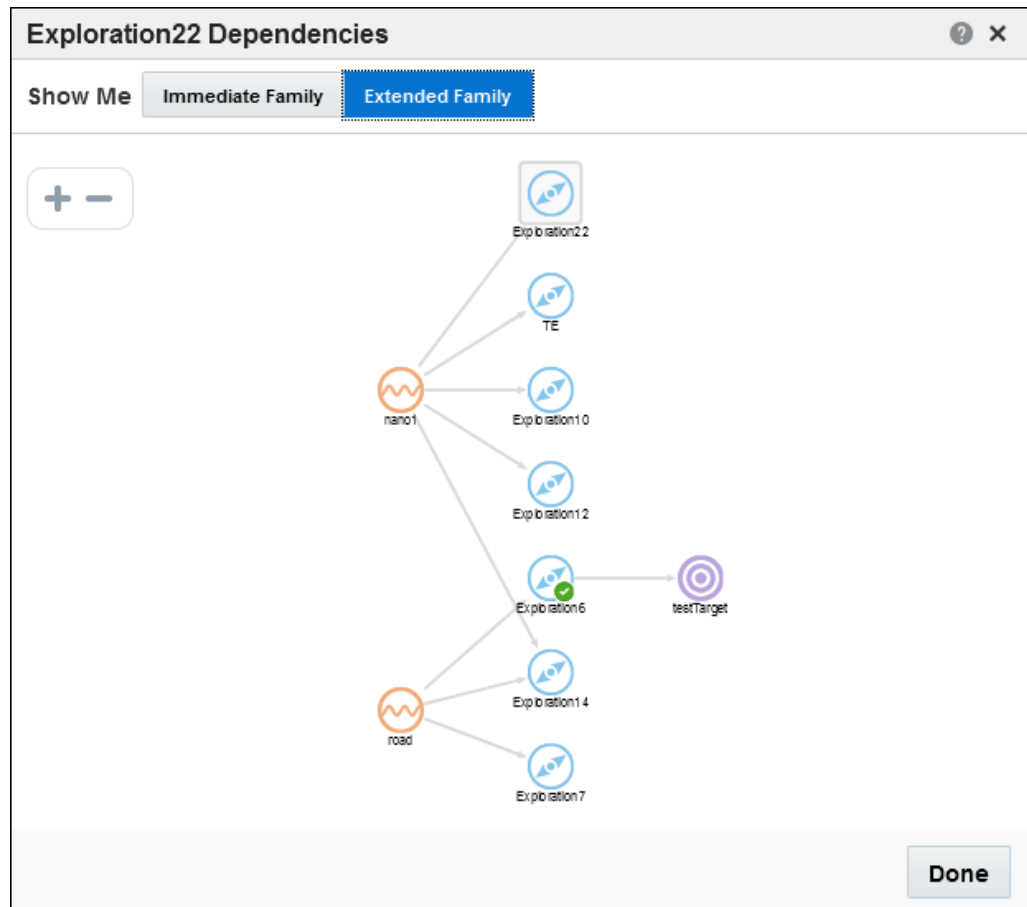 Exploration22 Dependencies
Show Me Immediate Family Extended Family
Exploration22
TE
nano1 Exploration10
Exploration12
Exploration6 testTarget
Exploration14
road
Exploration7
Done